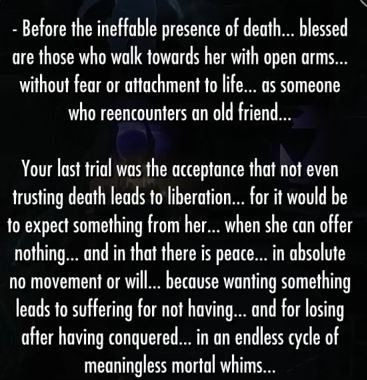 - Before the ineffable presence of death... blessed
are those who walk towards her with open arms...
without fear or attachment to life... as someone
who reencounters an old friend...
Your last trial was the acceptance that not even
trusting death leads to liberation... for it would be
to expect something from her... when she can offer
nothing... and in that there is peace... in absolute
no movement or will... because wanting something
leads to suffering for not having... and for losing
after having conquered... in an endless cycle of
meaningless mortal whims...